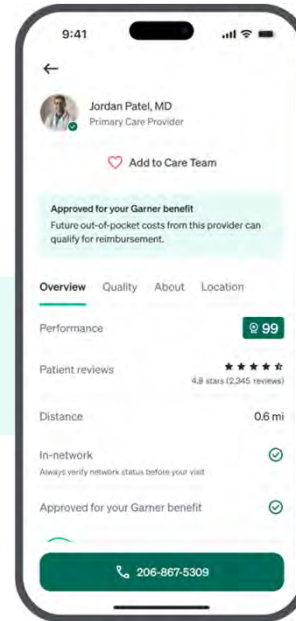 9:41
Jordan Patel, MD
Primary Care Provider
Add to Care Team
Approved for your Garner benefit
Future out-of-pocket costs from this provider can
qualify for reimbursement.
Overview Quality About Location
Performance 99
Patient reviews
4.8 stars (2,345 reviews)
Distance 0.6 mi
In-network
Always verify network status before your visit
Approved for your Garner benefit
206-867-5309